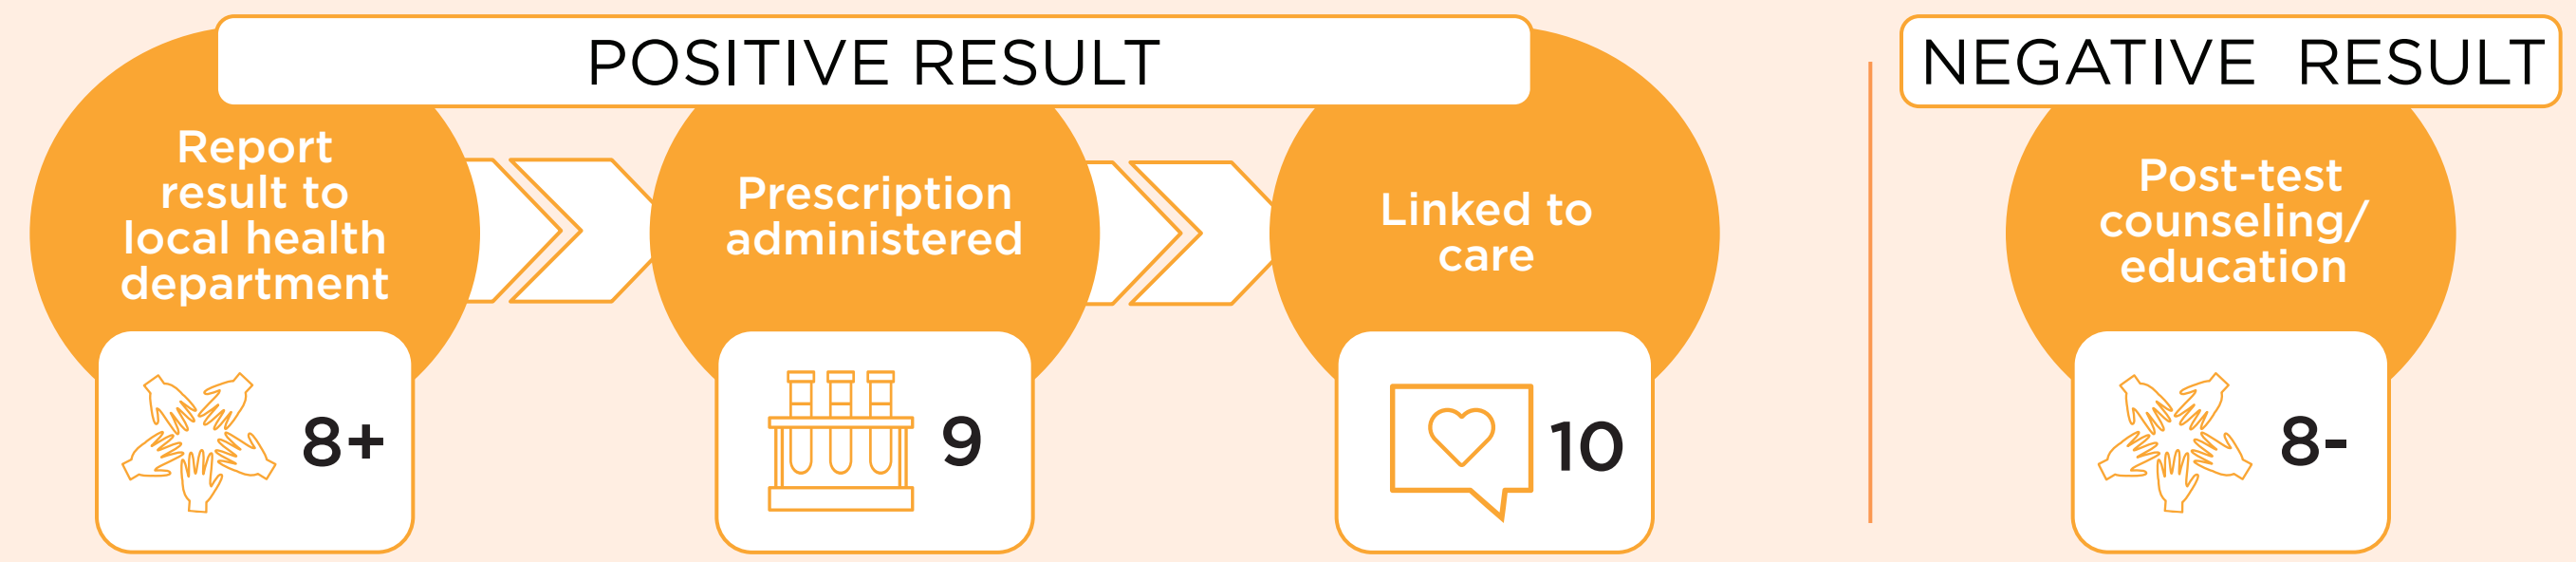 POSITIVE RESULT
Report
result to
local health
department
8+
Prescription
administered
9
Linked to
care
10
NEGATIVE RESULT
Post-test
counseling/
education
8-